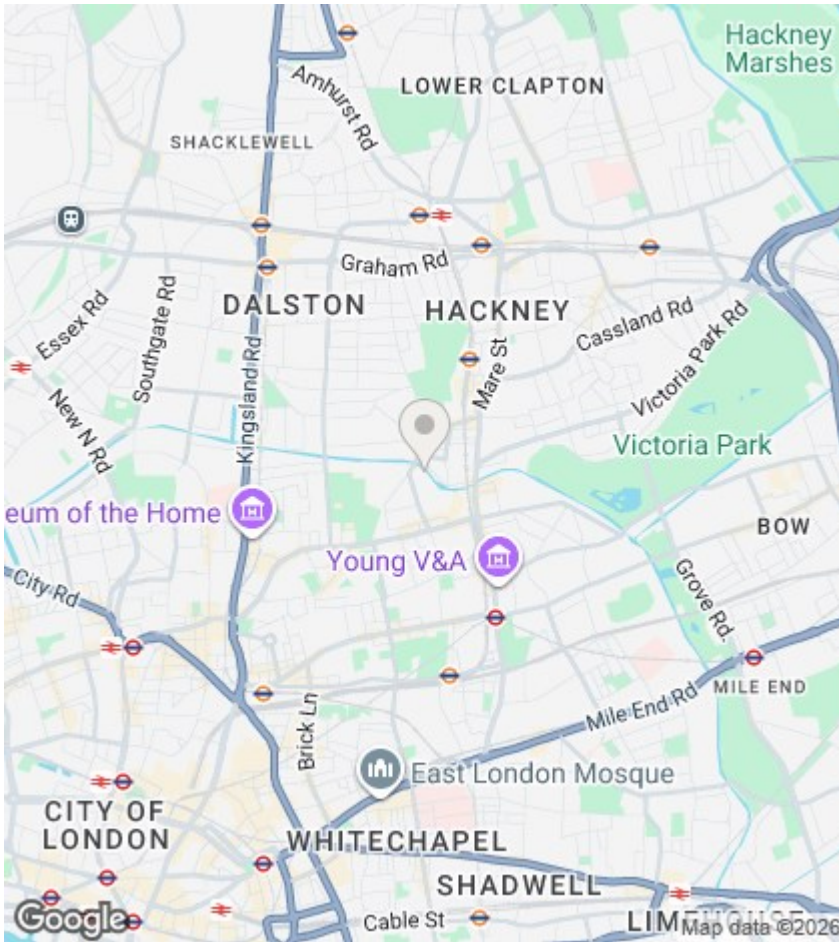 Hackney
Marshes
LOWER CLAPTON
Amhurst Rd
SHACKLEWELL
Graham Rd
DALSTON
HACKNEY
Essex Rd
Southgate Rd
Cassland Rd
Mare St
Victoria Park Rd
Kingsland Rd
New N Rd
Victoria Park
eum of the Home
BOW
Young V&A
City Rd
Grove Rd.
MILE END
Mile End Rd
Brick Ln
East London Mosque
CITY OF
LONDON
WHITECHAPEL
SHADWELL
Cable St
LIMEHOUSE
Google
Map data ©2026